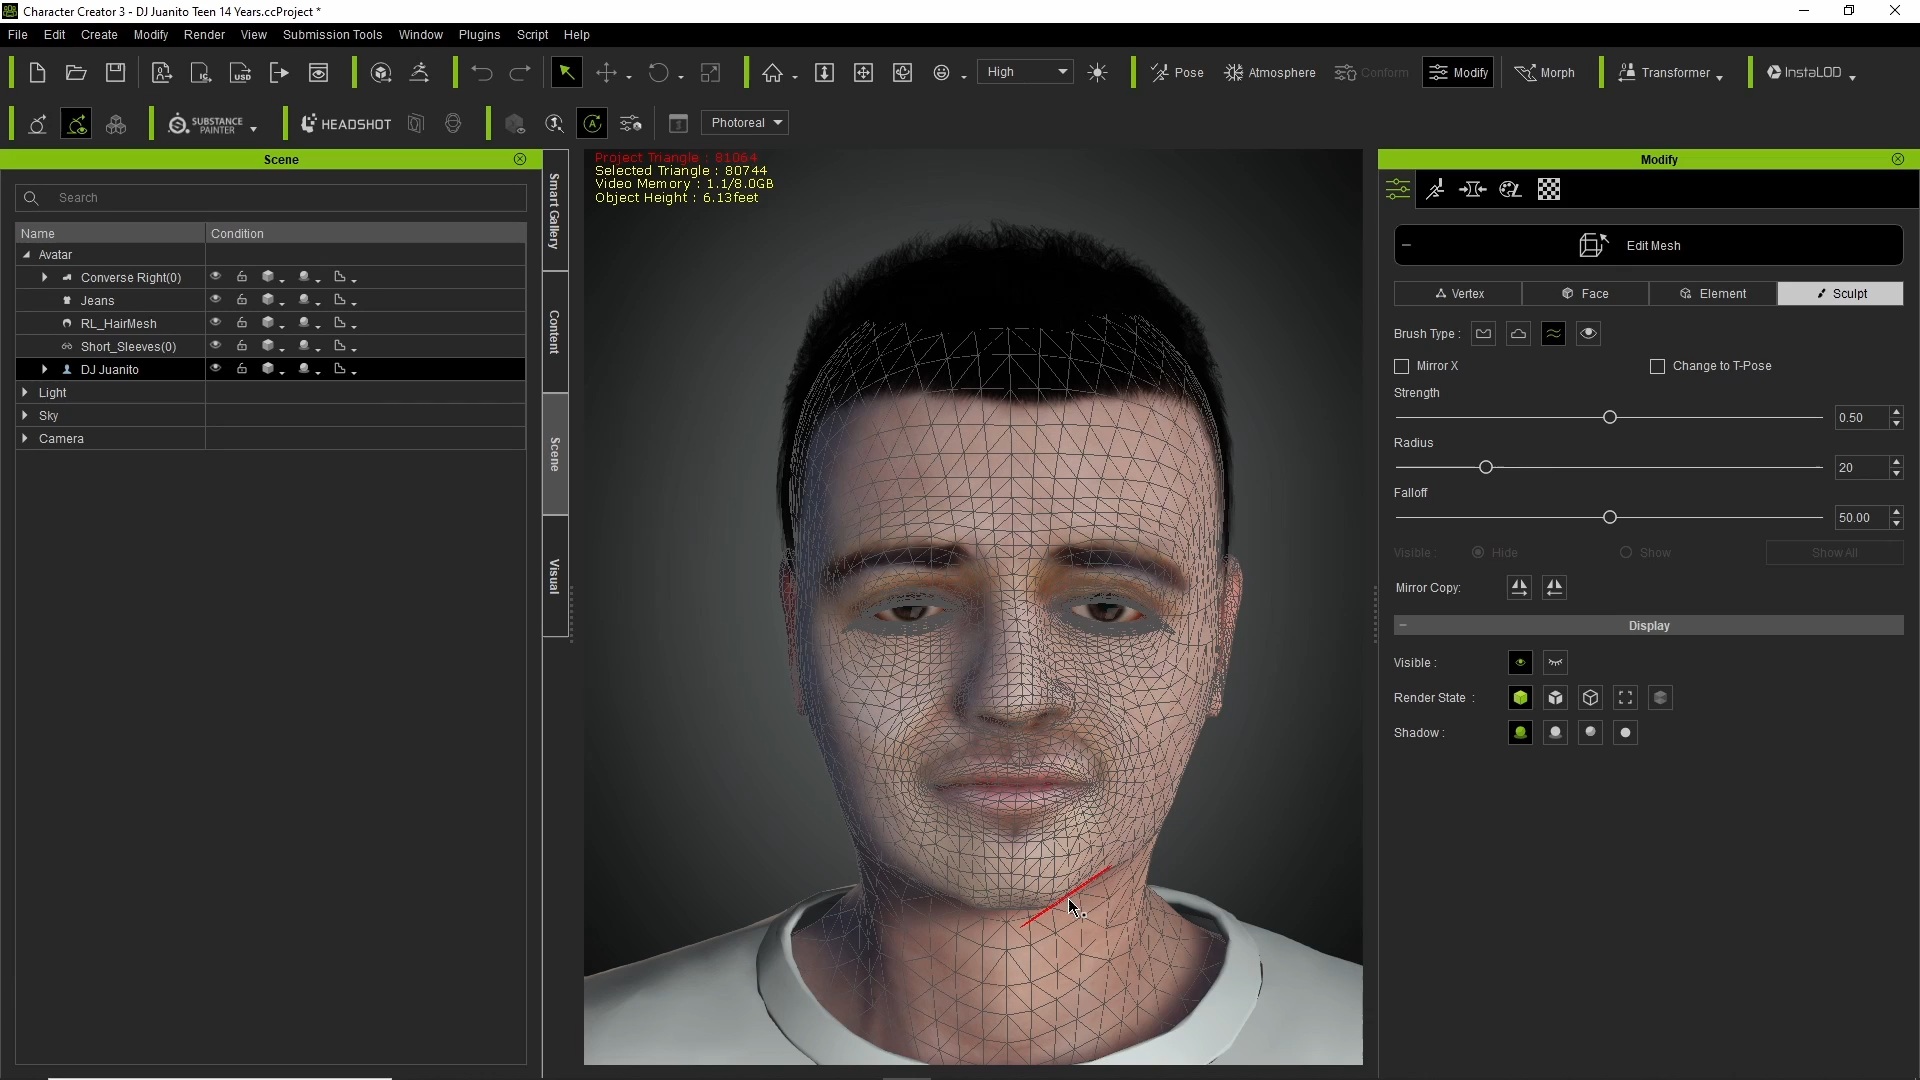 Character Creator 3 - DJ Juanito Teen 14 Years.ccProject *
File Edit Create Modify Render View Submission Tools Window Plugins Script Help
High Pose Atmosphere Conform Modify Morph Transformer InstaLOD
SUBSTANCE PAINTER HEADSHOT Photoreal
Scene
Search
Name Condition
Avatar
Converse Right(0)
Jeans
RL_HairMesh
Short_Sleeves(0)
DJ Juanito
Light
Sky
Camera
Smart Gallery
Content
Scene
Visual
Project Triangle : 81064
Selected Triangle : 80744
Video Memory : 1.1/8.0GB
Object Height : 6.13feet
Modify
Edit Mesh
Vertex Face Element Sculpt
Brush Type :
Mirror X Change to T-Pose
Strength
0.50
Radius
20
Falloff
50.00
Visible : Hide Show Show All
Mirror Copy:
Display
Visible :
Render State :
Shadow :